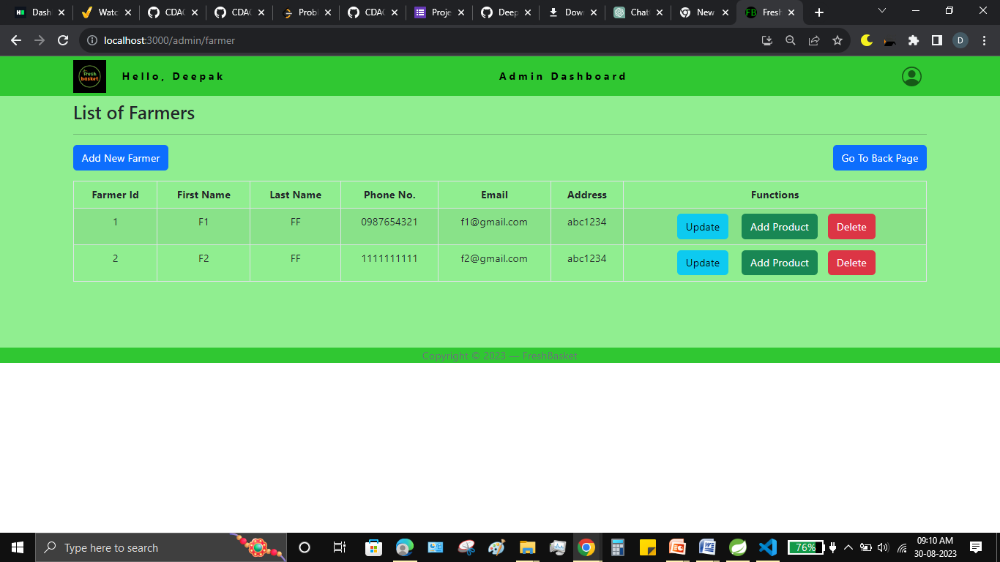 Dash Watc CDAC CDAC Probl CDAC Proje Deep Dow Chat New Fresh
localhost:3000/admin/farmer D
Fresh
basket
Hello, Deepak Admin Dashboard
List of Farmers
Add New Farmer Go To Back Page
Farmer Id First Name Last Name Phone No. Email Address Functions
1 F1 FF 0987654321 f1@gmail.com abc1234 Update Add Product Delete
2 F2 FF 1111111111 f2@gmail.com abc1234 Update Add Product Delete
Copyright © 2023 — FreshBasket
Type here to search 76% 09:10 AM
30-08-2023